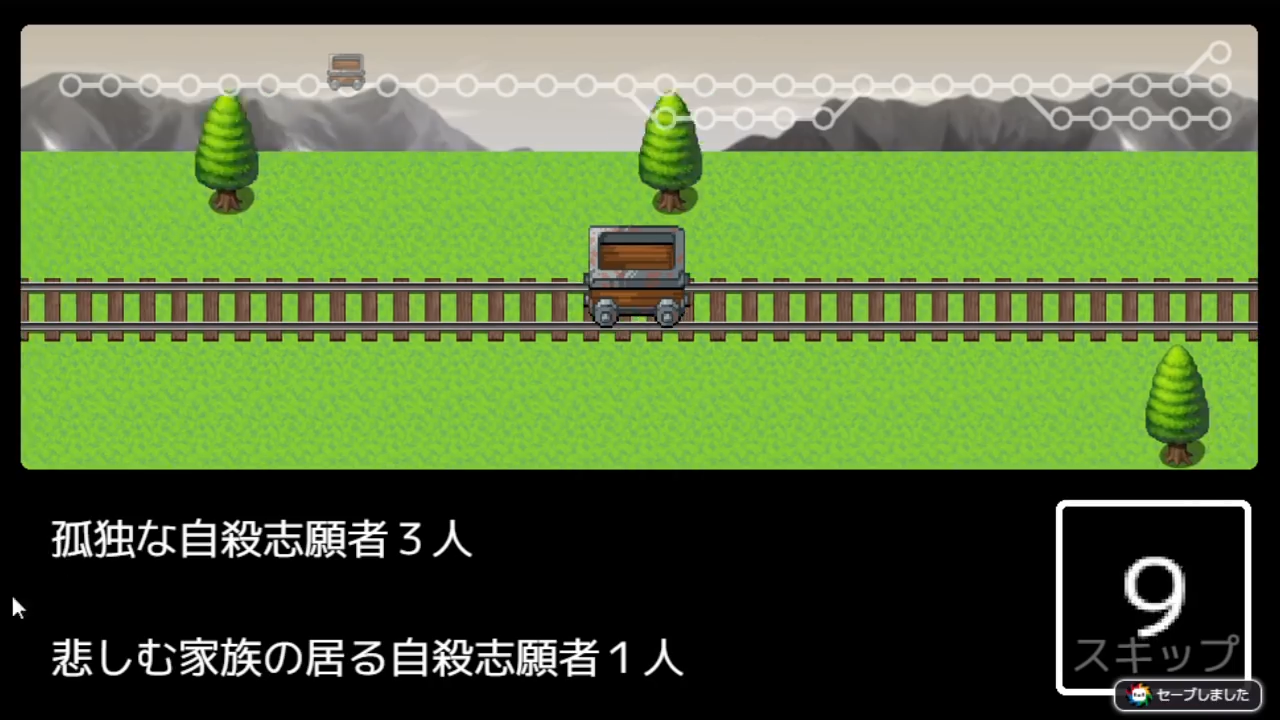 孤独な自殺志願者３人
悲しむ家族の居る自殺志願者１人
9
スキップ
セーブしました